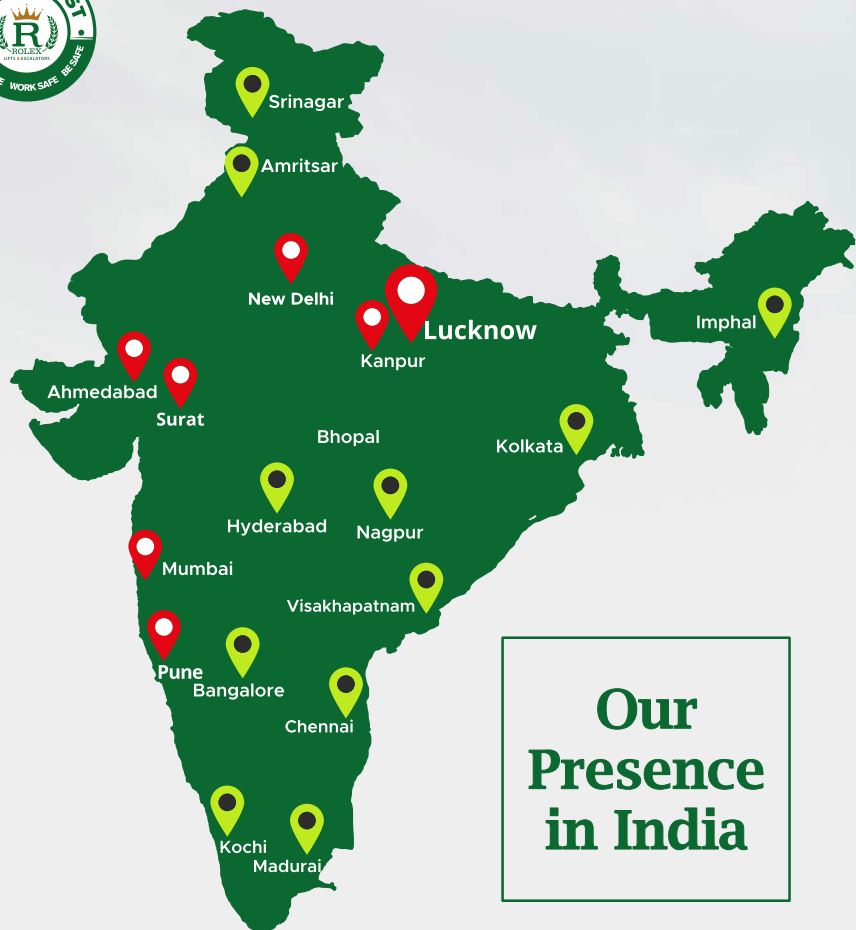 ST
R
ROLEX
LIFTS & ESCALATORS
WORK SAFE BE SAFE
Srinagar
Amritsar
New Delhi
Lucknow
Kanpur
Imphal
Ahmedabad
Surat
Bhopal
Kolkata
Hyderabad
Nagpur
Mumbai
Visakhapatnam
Pune
Bangalore
Chennai
Kochi
Madurai
Our
Presence
in India